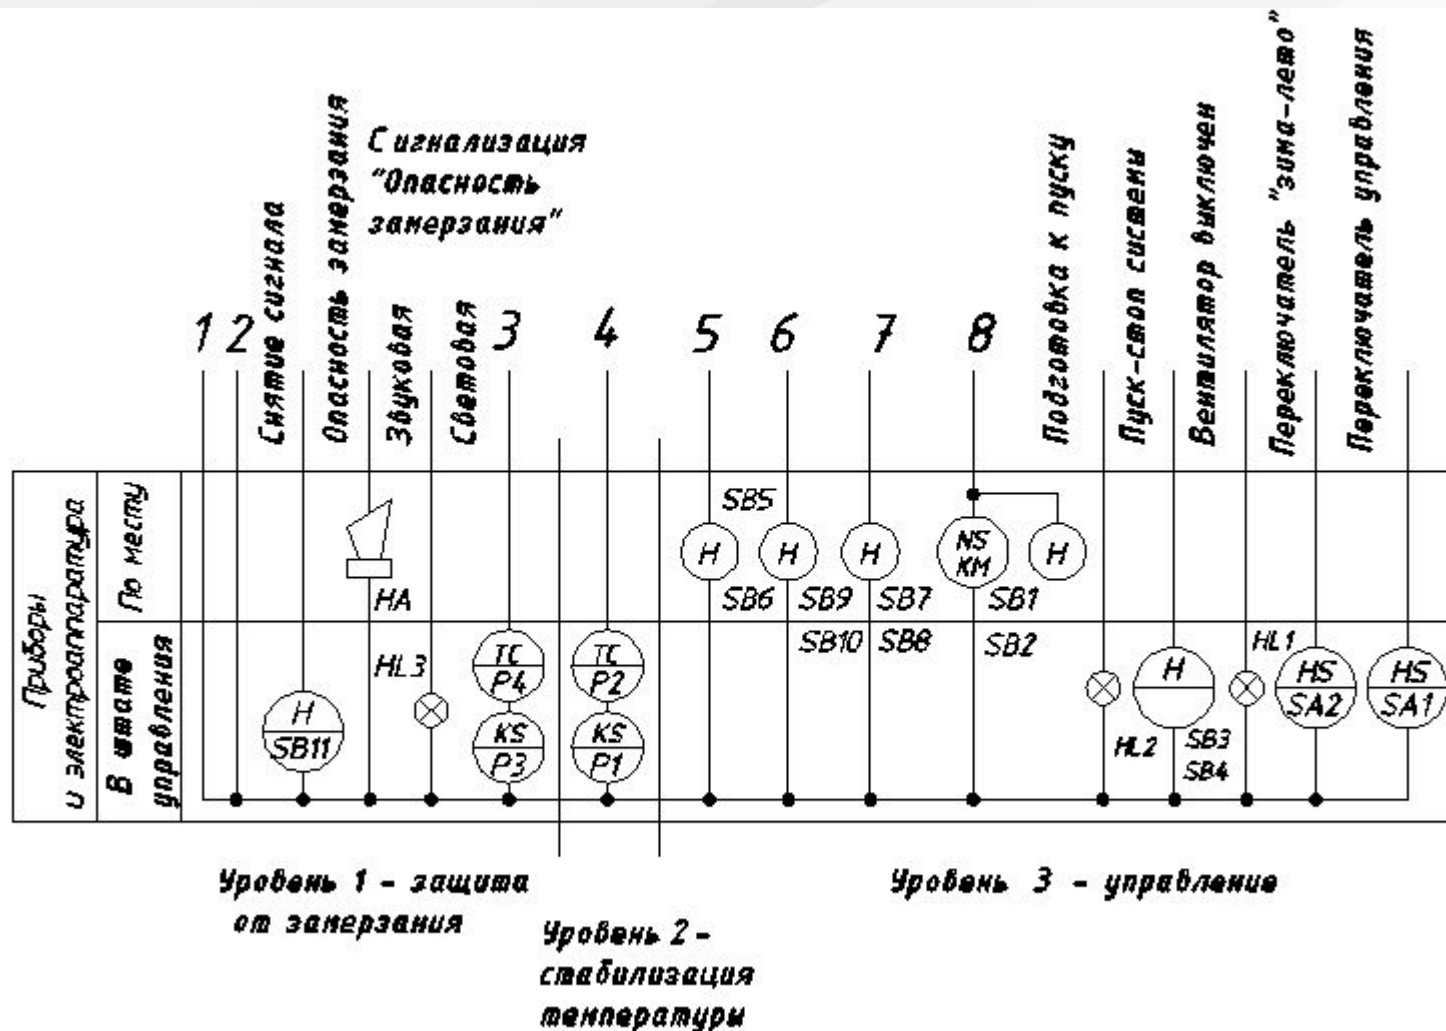 Снятие сигнала
Опасность замерзания
Сигнализация
"Опасность
замерзания"
Звуковая
Световая
Подготовка к пуску
Пуск-стоп системы
Вентилятор выключен
Переключатель "зима-лето"
Переключатель управления
1 2 3 4 5 6 7 8
Приборы
и электроаппаратура
По месту
HA
SB5
H H H NS KM H
SB6 SB9 SB7 SB1
В щите
управления
SB10 SB8 SB2
H
SB11
HL3
TC
P4
KS
P3
TC
P2
KS
P1
HL2
H
SB3
SB4
HL1
HS
SA2
HS
SA1
Уровень 1 - защита
от замерзания
Уровень 2 -
стабилизация
температуры
Уровень 3 - управление